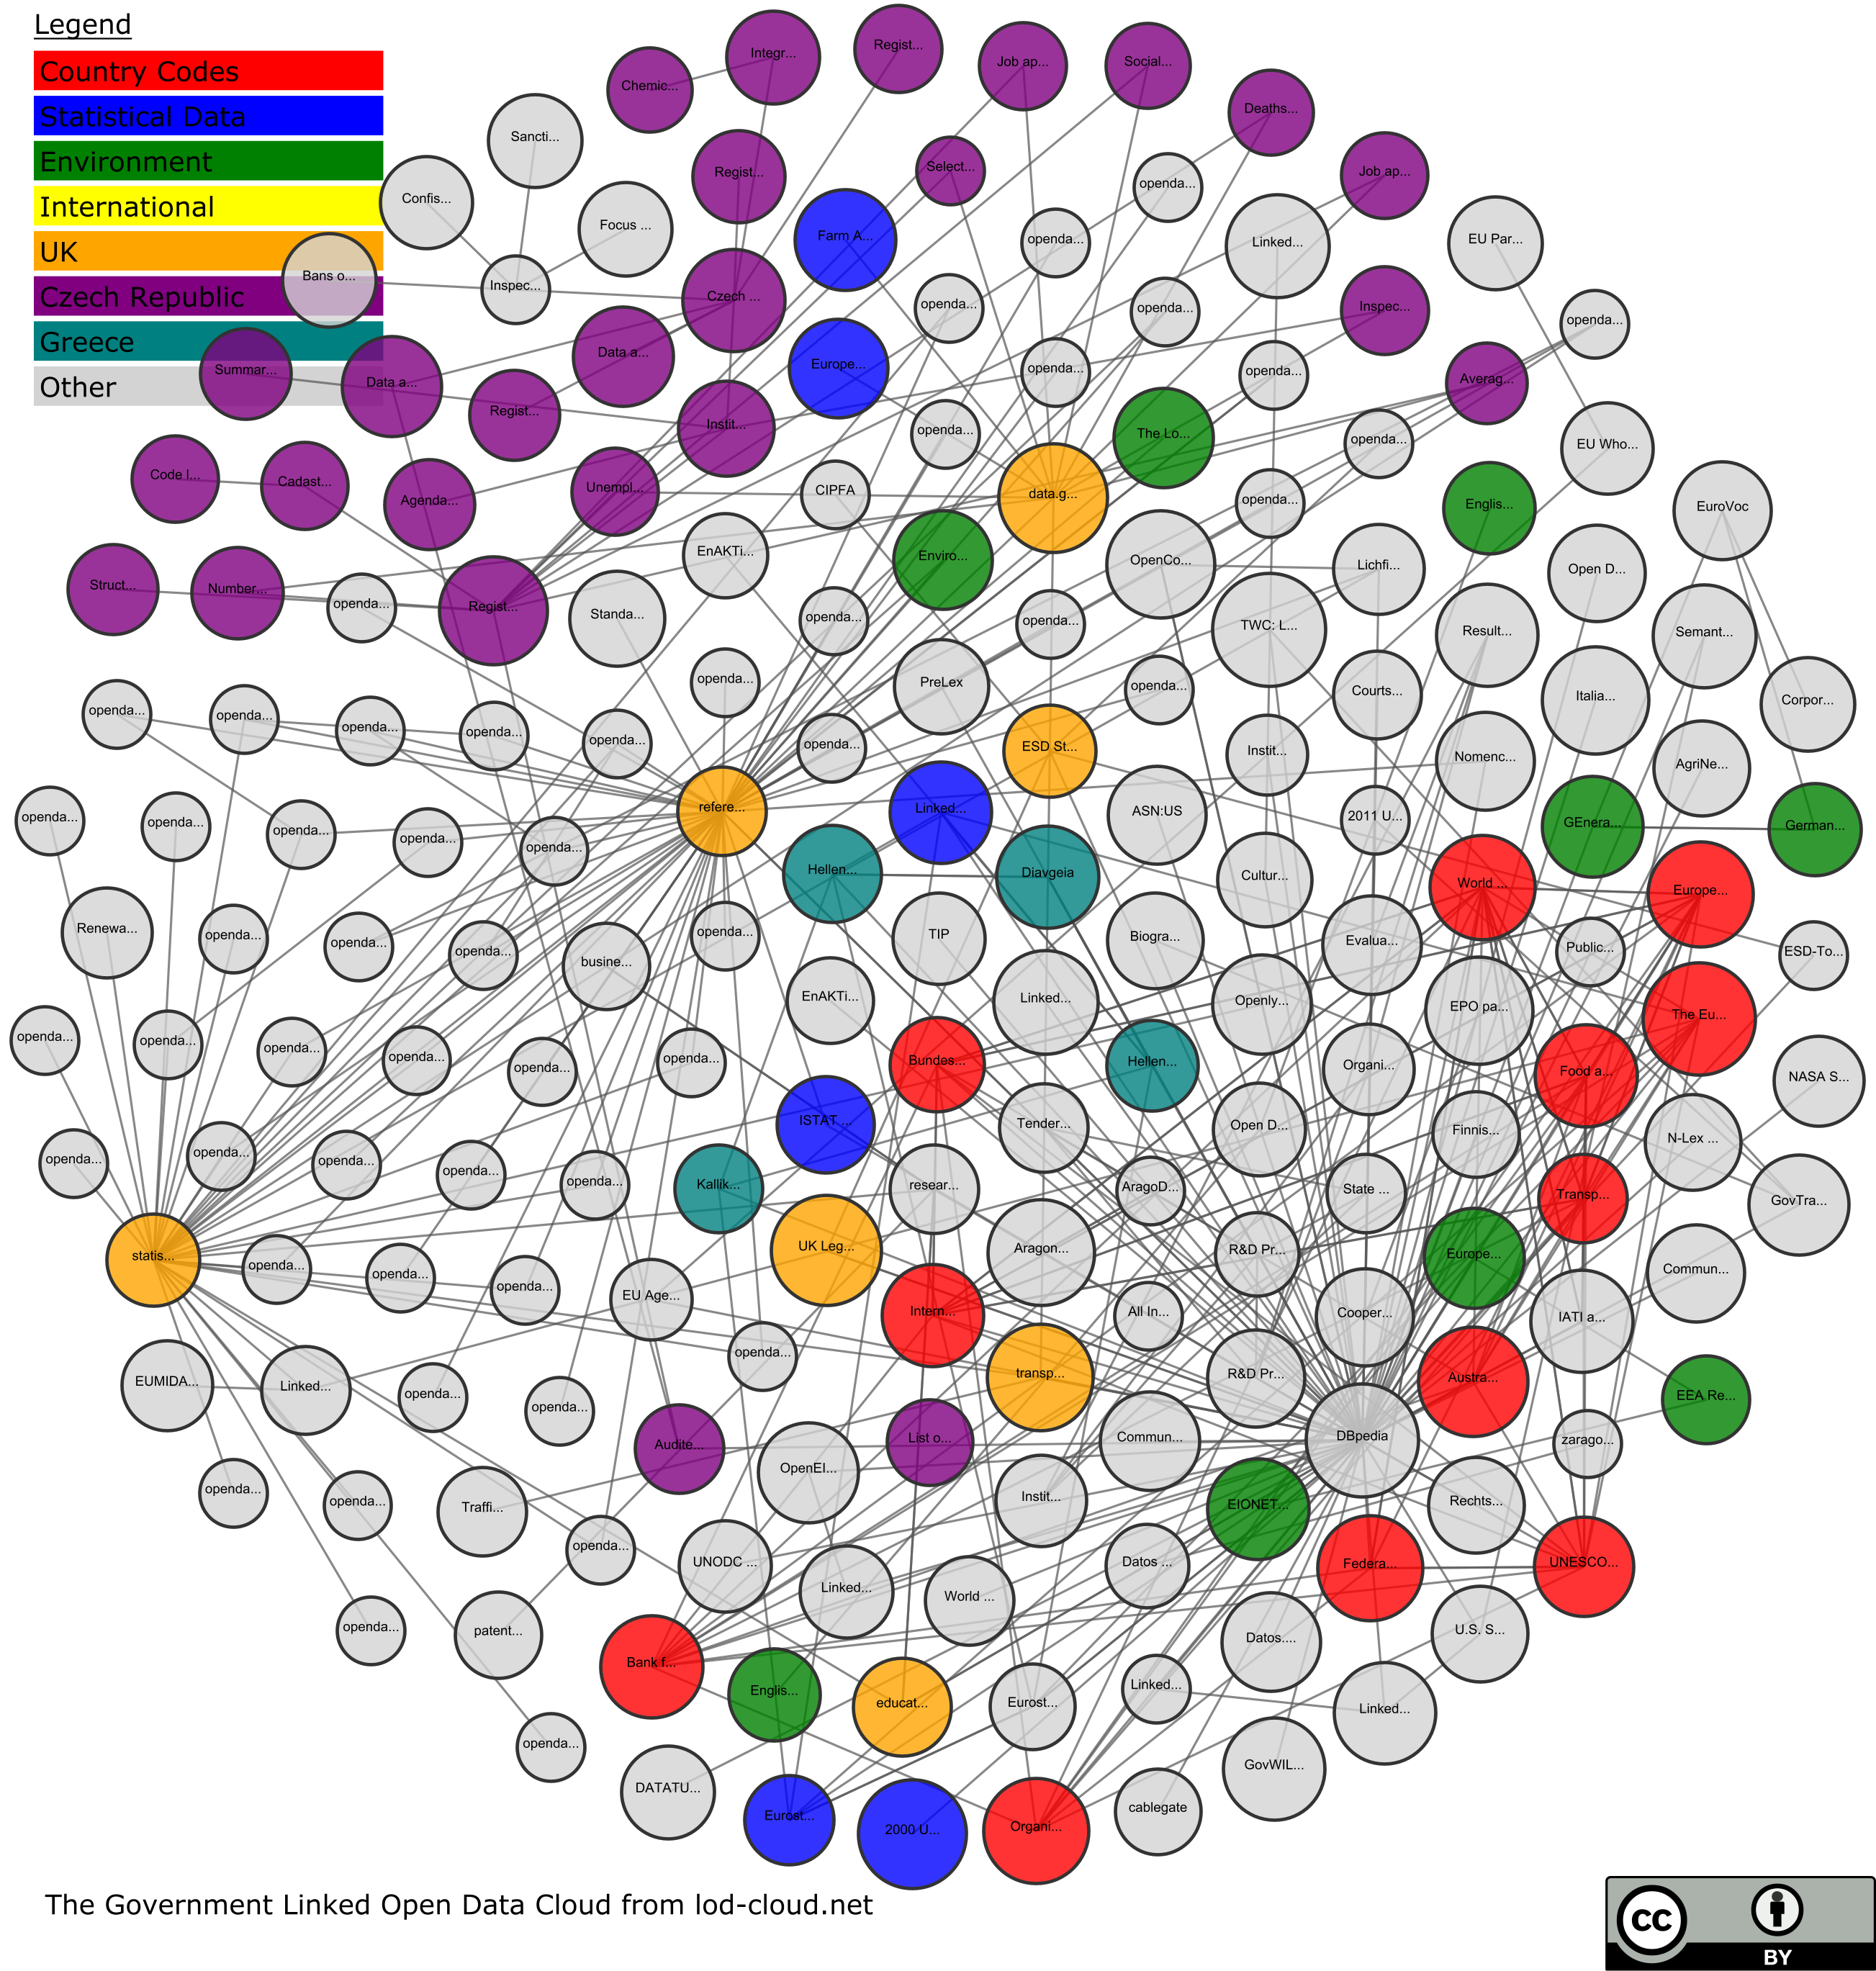 Legend
Country Codes
Statistical Data
Environment
International
UK
Czech Republic
Greece
Other
Integr...
Regist...
Job ap...
Social...
Chemic...
Deaths...
Sancti...
Regist...
Select...
Job ap...
openda...
Confis...
Focus ...
Farm A...
openda...
Linked...
EU Par...
Bans o...
Inspec...
Czech ...
openda...
openda...
Inspec...
openda...
Summar...
Data a...
Data a...
Europe...
openda...
openda...
Averag...
Regist...
Instit...
openda...
The Lo...
openda...
EU Who...
Code l...
Cadast...
Agenda...
Unempl...
CIPFA
data.g...
openda...
Englis...
EuroVoc
Struct...
Number...
openda...
Regist...
EnAKTi...
Enviro...
OpenCo...
Lichfi...
Open D...
Standa...
openda...
openda...
TWC: L...
Result...
Semant...
openda...
PreLex
openda...
Courts...
Italia...
Corpor...
openda...
openda...
openda...
openda...
openda...
openda...
ESD St...
Instit...
Nomenc...
AgriNe...
openda...
openda...
openda...
openda...
openda...
refere...
Linked...
ASN:US
2011 U...
GEnera...
German...
Hellen...
Diavgeia
Cultur...
World ...
Europe...
Renewa...
openda...
openda...
openda...
busine...
openda...
TIP
Biogra...
Evalua...
Public...
ESD-To...
openda...
openda...
openda...
openda...
openda...
openda...
EnAKTi...
Linked...
Openly...
EPO pa...
The Eu...
Bundes...
Hellen...
Organi...
Food a...
NASA S...
openda...
openda...
openda...
openda...
openda...
ISTAT ...
Tender...
Open D...
Finnis...
N-Lex ...
Kallik...
resear...
AragoD...
State ...
Transp...
GovTra...
statis...
openda...
openda...
openda...
UK Leg...
Aragon...
R&D Pr...
Europe...
Commun...
EU Age...
Intern...
All In...
Cooper...
IATI a...
EUMIDA...
Linked...
openda...
openda...
openda...
transp...
R&D Pr...
Austra...
EEA Re...
Audite...
List o...
Commun...
DBpedia
zarago...
openda...
openda...
Traffi...
OpenEI...
Instit...
EIONET...
Rechts...
openda...
UNODC ...
Linked...
World ...
Datos ...
Federa...
UNESCO...
openda...
patent...
Bank f...
Datos....
U.S. S...
openda...
Englis...
educat...
Eurost...
Linked...
Linked...
DATATU...
Eurost...
2000 U...
Organi...
cablegate
GovWIL...
The Government Linked Open Data Cloud from lod-cloud.net
cc
BY